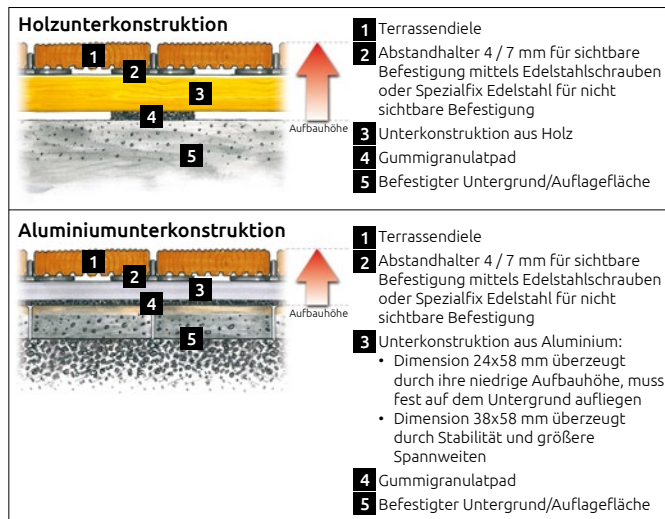 Holzunterkonstruktion
1
2
3
4
5
Aufbauhöhe
1 Terrassendiele
2 Abstandhalter 4 / 7 mm für sichtbare
Befestigung mittels Edelstahlschrauben
oder Spezialfix Edelstahl für nicht
sichtbare Befestigung
3 Unterkonstruktion aus Holz
4 Gummigranulatpad
5 Befestigter Untergrund/Auflagefläche
Aluminiumunterkonstruktion
1
2
3
4
5
Aufbauhöhe
1 Terrassendiele
2 Abstandhalter 4 / 7 mm für sichtbare
Befestigung mittels Edelstahlschrauben
oder Spezialfix Edelstahl für nicht
sichtbare Befestigung
3 Unterkonstruktion aus Aluminium:
• Dimension 24x58 mm überzeugt
durch ihre niedrige Aufbauhöhe, muss
fest auf dem Untergrund aufliegen
• Dimension 38x58 mm überzeugt
durch Stabilität und größere
Spannweiten
4 Gummigranulatpad
5 Befestigter Untergrund/Auflagefläche